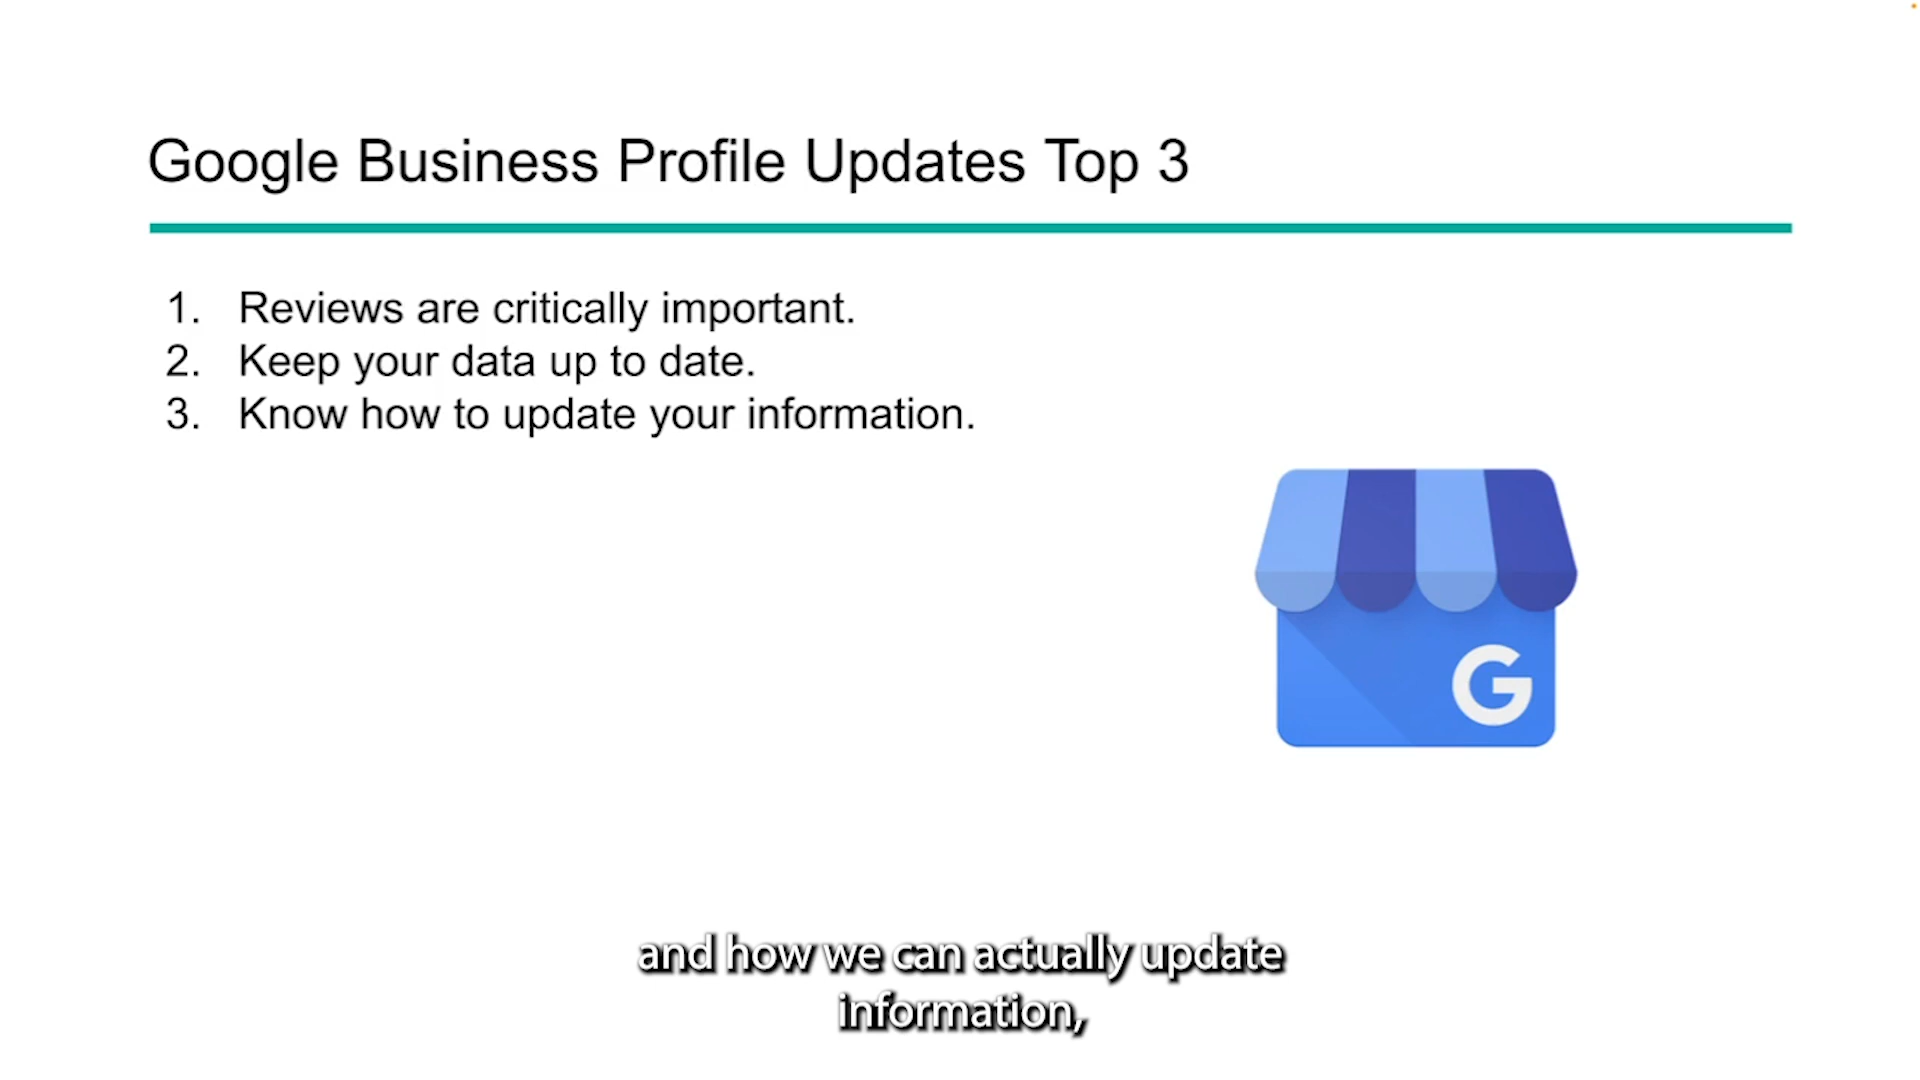 Google Business Profile Updates Top 3
1. Reviews are critically important.
2. Keep your data up to date.
3. Know how to update your information.
G
and how we can actually update
information,